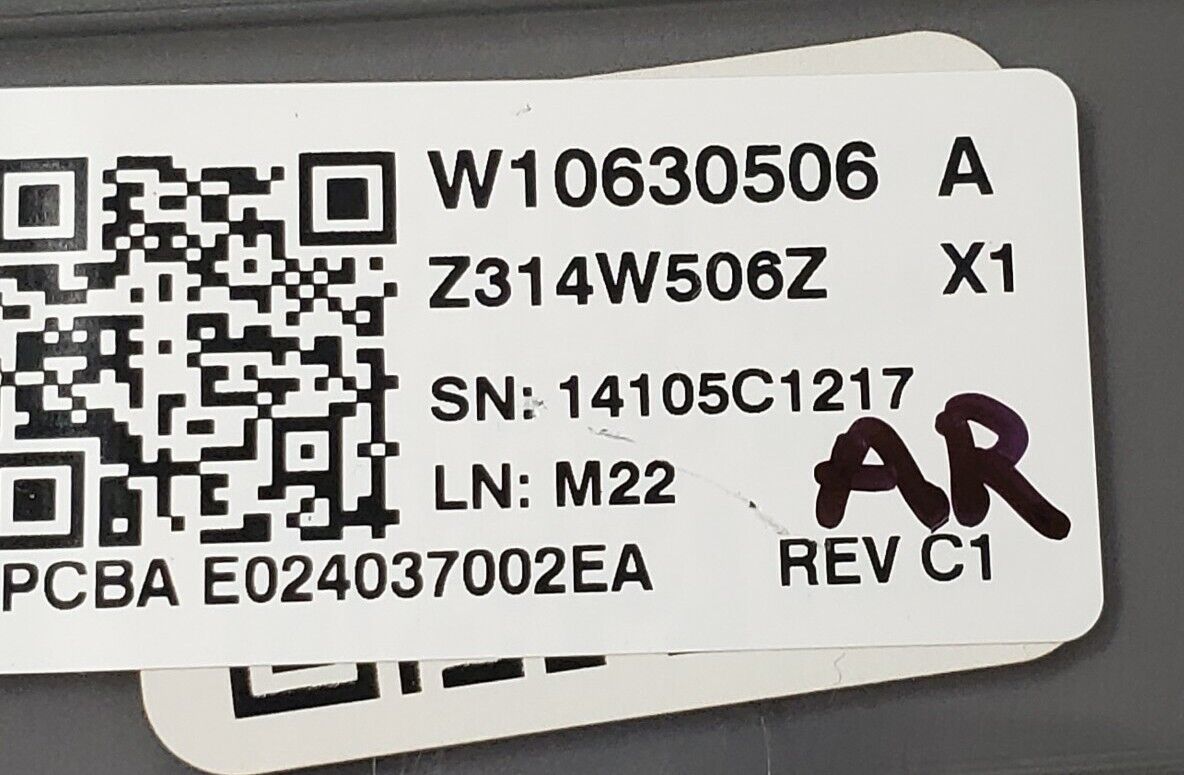 W10630506 A
Z314W506Z X1
SN: 14105C1217
LN: M22
AR
PCBA E024037002EA REV C1